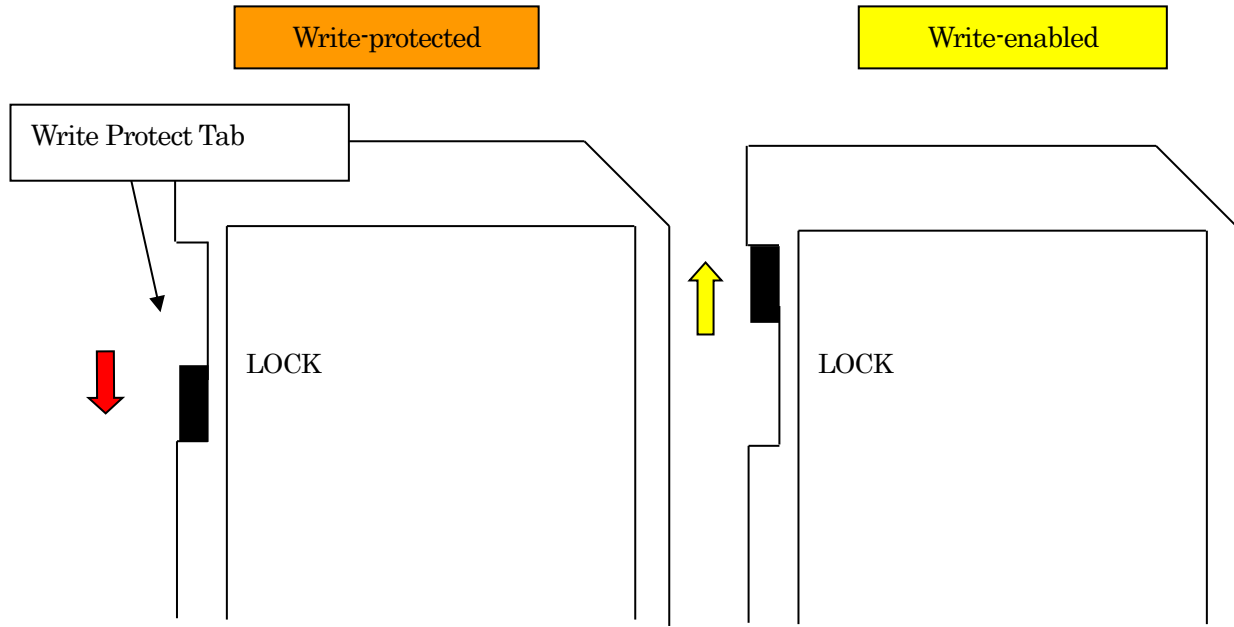 Write-protected
Write-enabled
Write Protect Tab
LOCK
LOCK